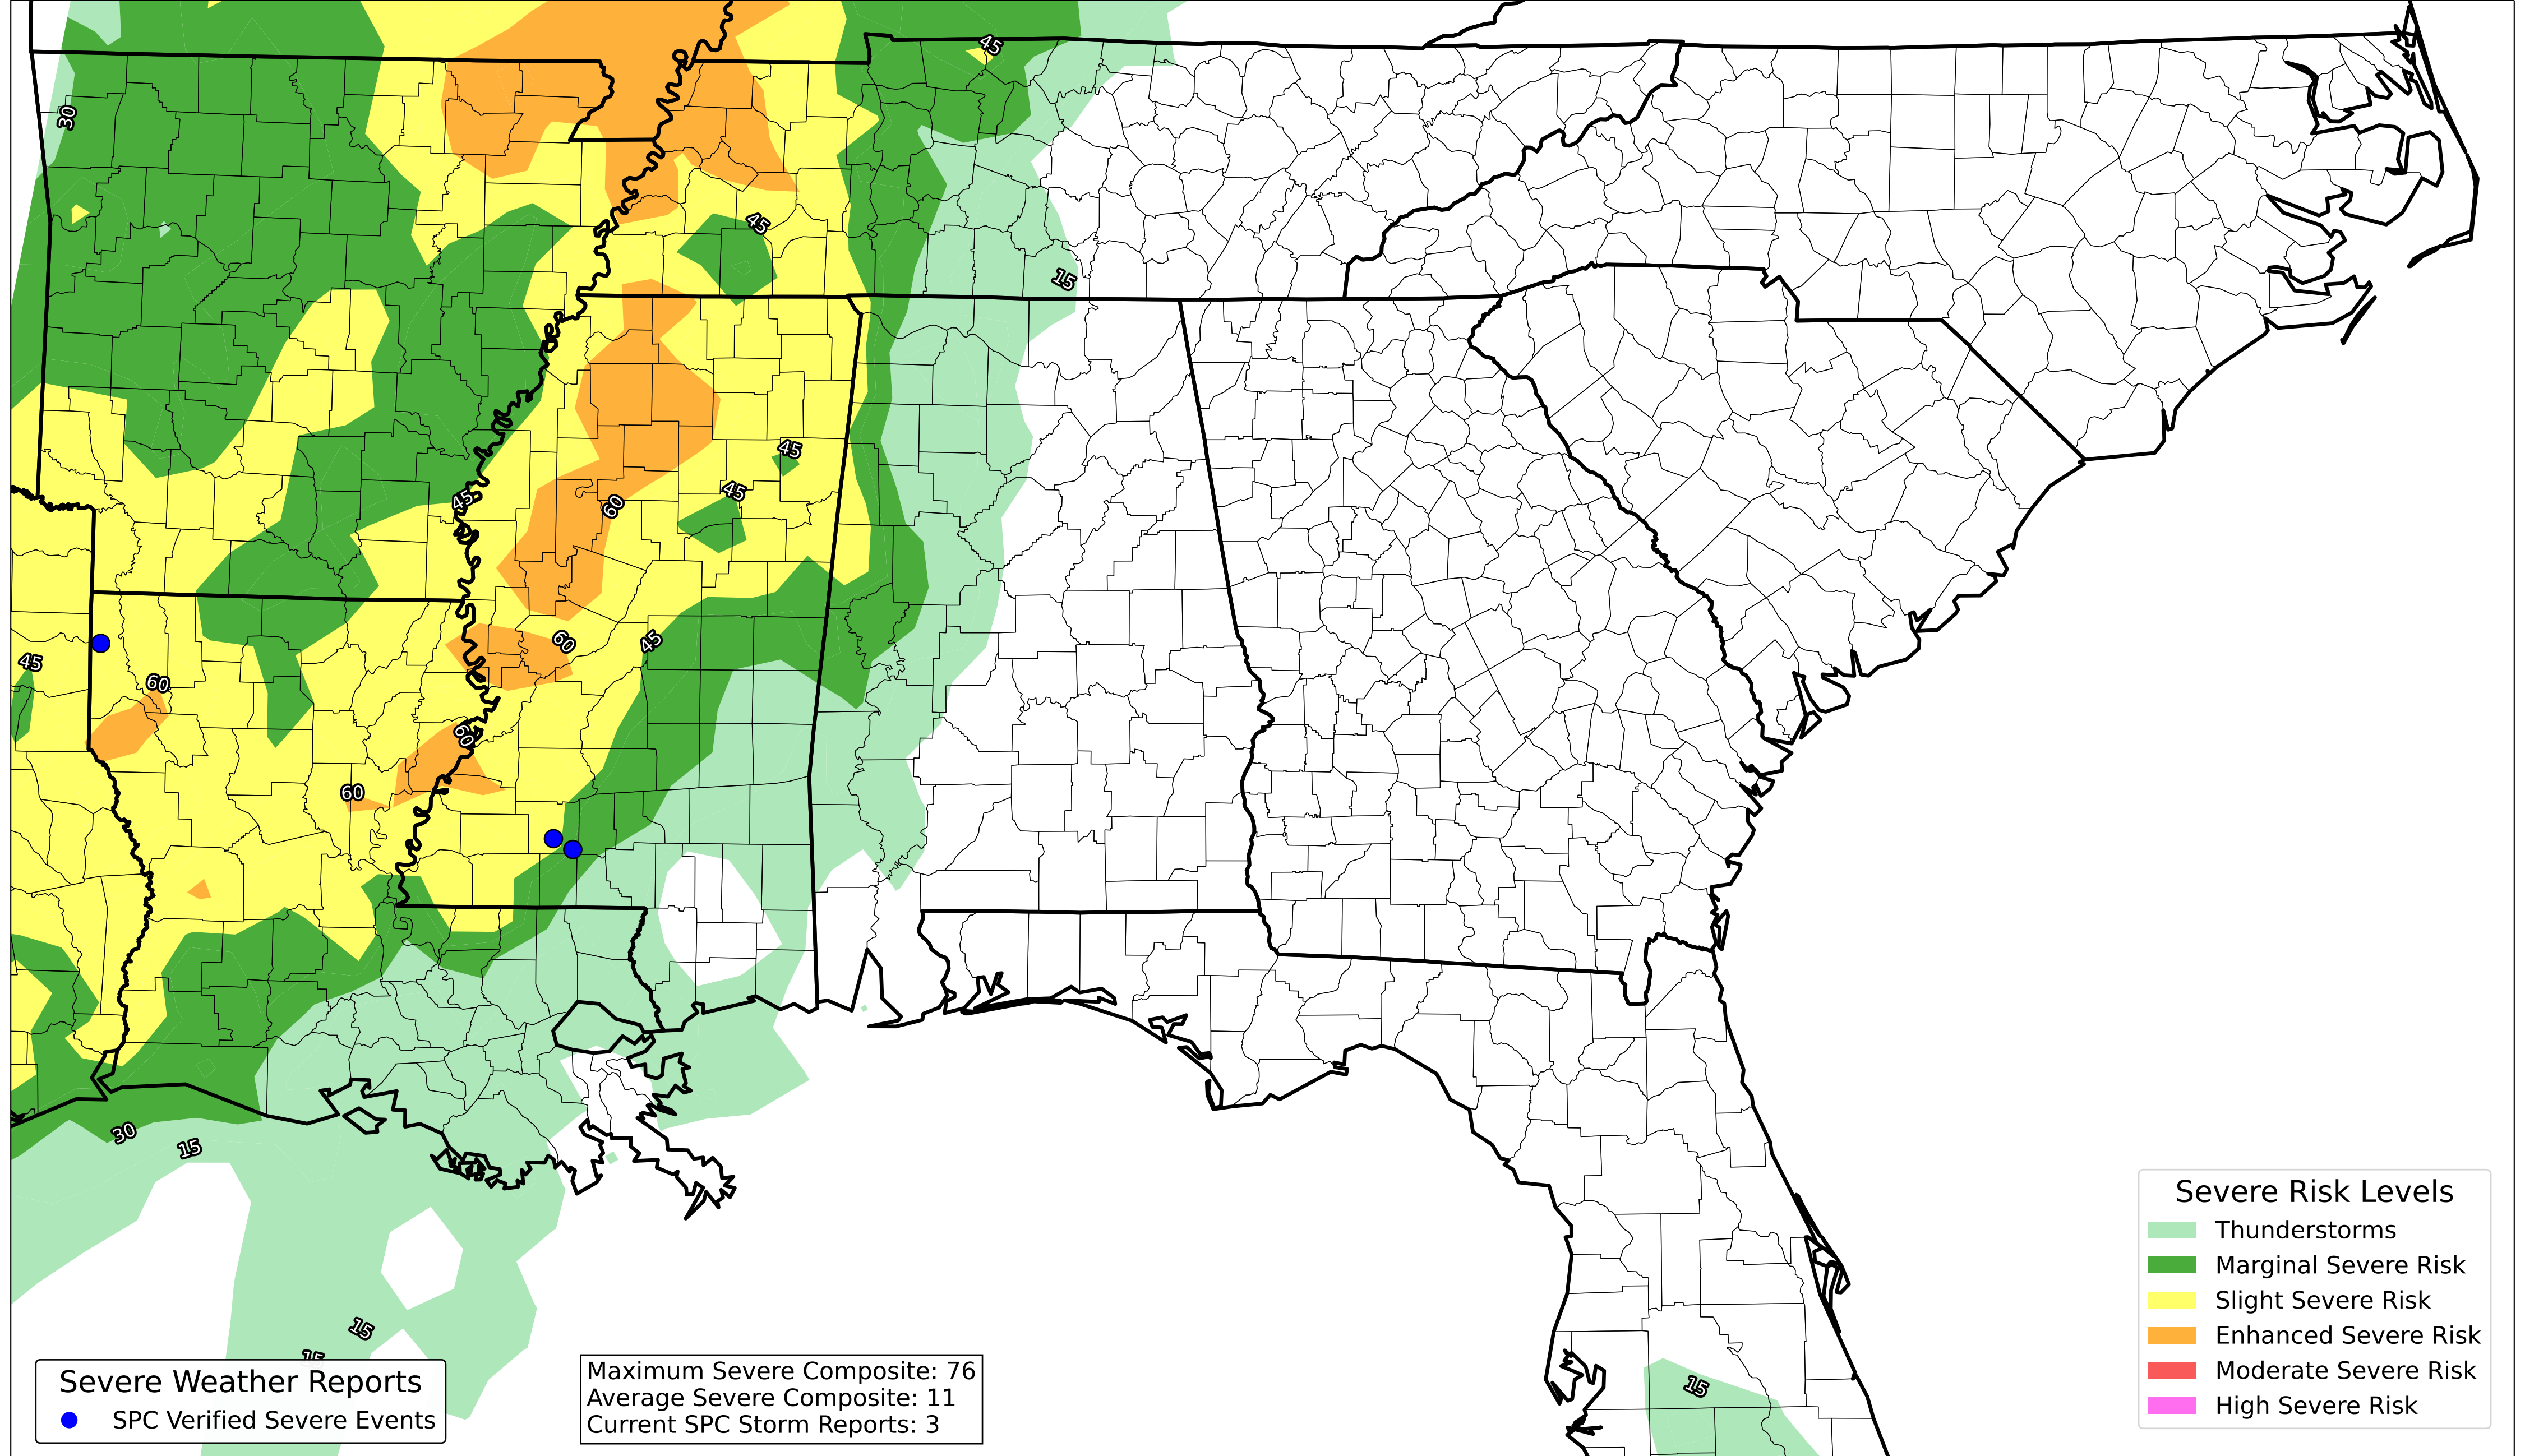 45
30
45
15
45
45
45
60
60
45
45
60
60
60
30
15
15
15
15
Severe Weather Reports
SPC Verified Severe Events
Maximum Severe Composite: 76
Average Severe Composite: 11
Current SPC Storm Reports: 3
Severe Risk Levels
Thunderstorms
Marginal Severe Risk
Slight Severe Risk
Enhanced Severe Risk
Moderate Severe Risk
High Severe Risk